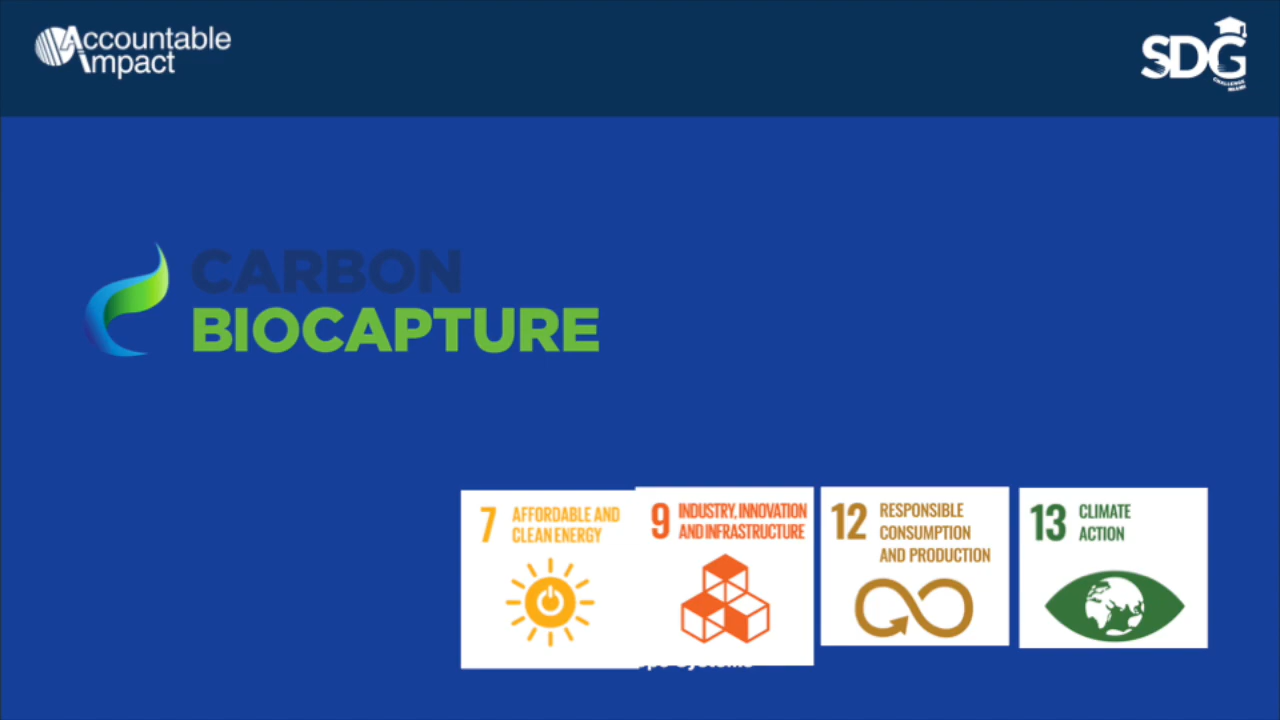 Accountable
Impact
SDG
CARBON
BIOCAPTURE
7 AFFORDABLE AND
CLEAN ENERGY
9 INDUSTRY, INNOVATION
AND INFRASTRUCTURE
12 RESPONSIBLE
CONSUMPTION
AND PRODUCTION
13 CLIMATE
ACTION